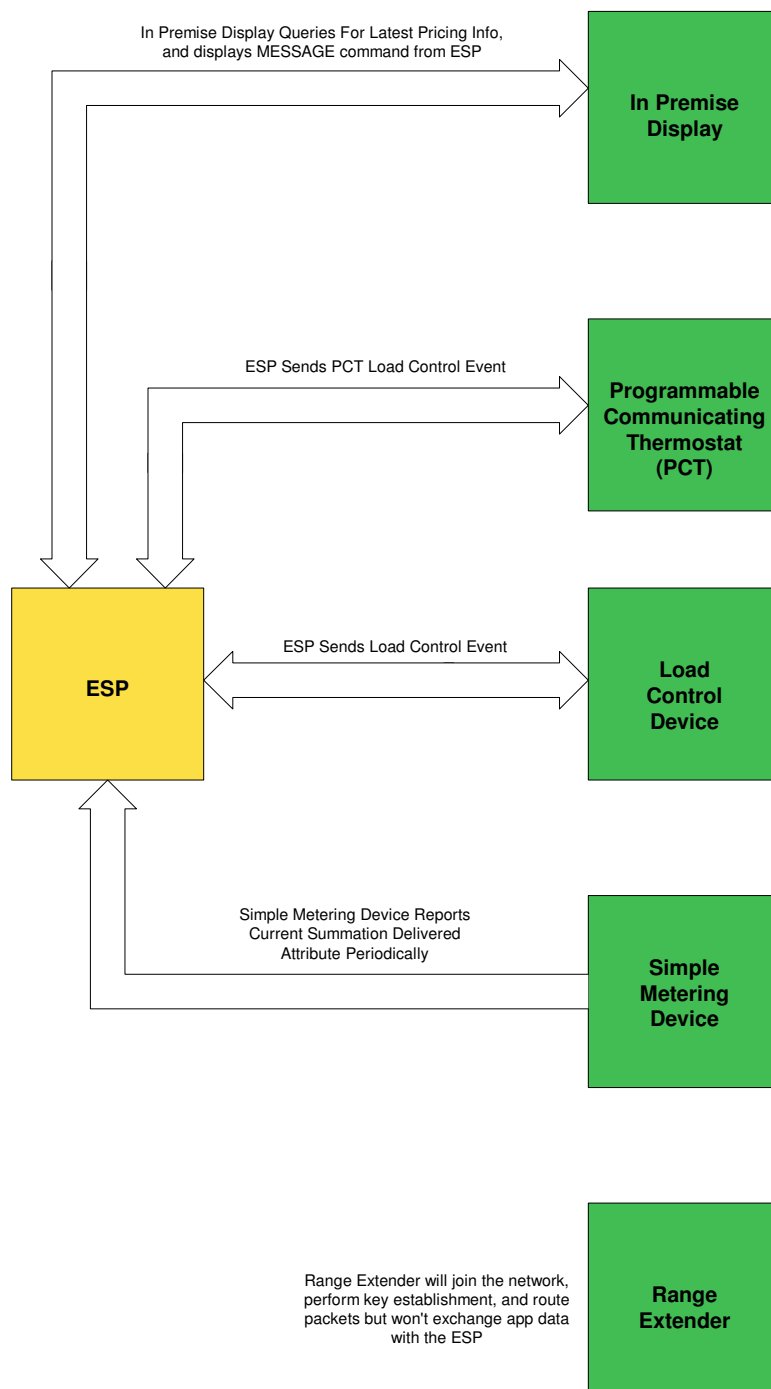 In Premise Display Queries For Latest Pricing Info,
and displays MESSAGE command from ESP
In Premise
Display
ESP Sends PCT Load Control Event
Programmable
Communicating
Thermostat
(PCT)
ESP
ESP Sends Load Control Event
Load
Control
Device
Simple Metering Device Reports
Current Summation Delivered
Attribute Periodically
Simple
Metering
Device
Range Extender will join the network,
perform key establishment, and route
packets but won't exchange app data
with the ESP
Range
Extender